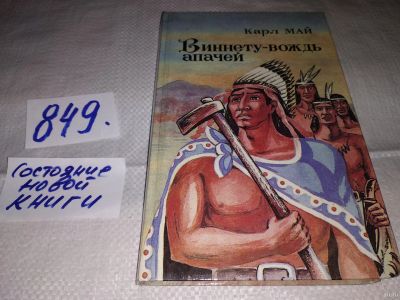 Карл МАЙ
Виннету-вождь
апачей
849.
Состояние
новой
книги